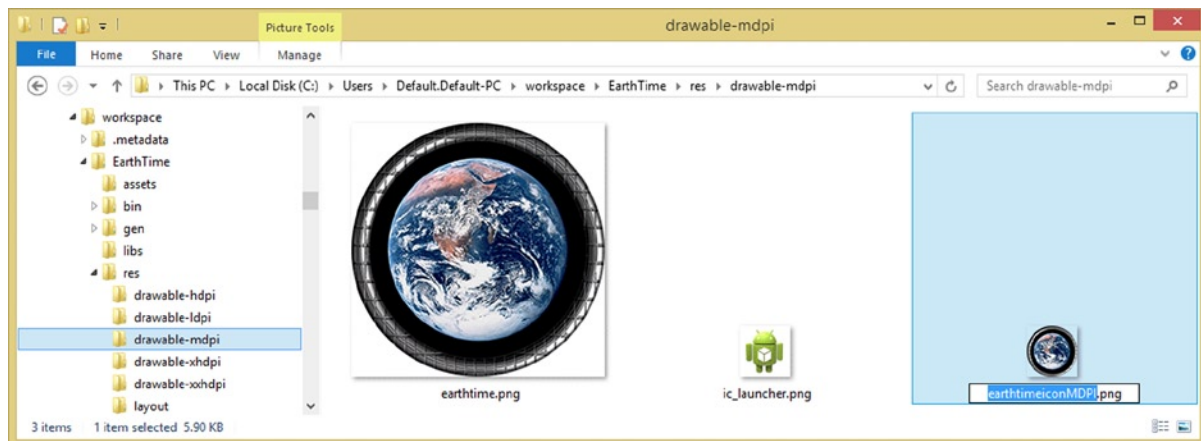 Picture Tools
drawable-mdpi
File Home Share View Manage
This PC Local Disk (C:) Users Default.Default-PC workspace EarthTime res drawable-mdpi
Search drawable-mdpi
workspace
.metadata
EarthTime
assets
bin
gen
libs
res
drawable-hdpi
drawable-ldpi
drawable-mdpi
drawable-xhdpi
drawable-xxhdpi
layout
earthtime.png
ic_launcher.png
earthtimeiconMDPI.png
3 items 1 item selected 5.90 KB